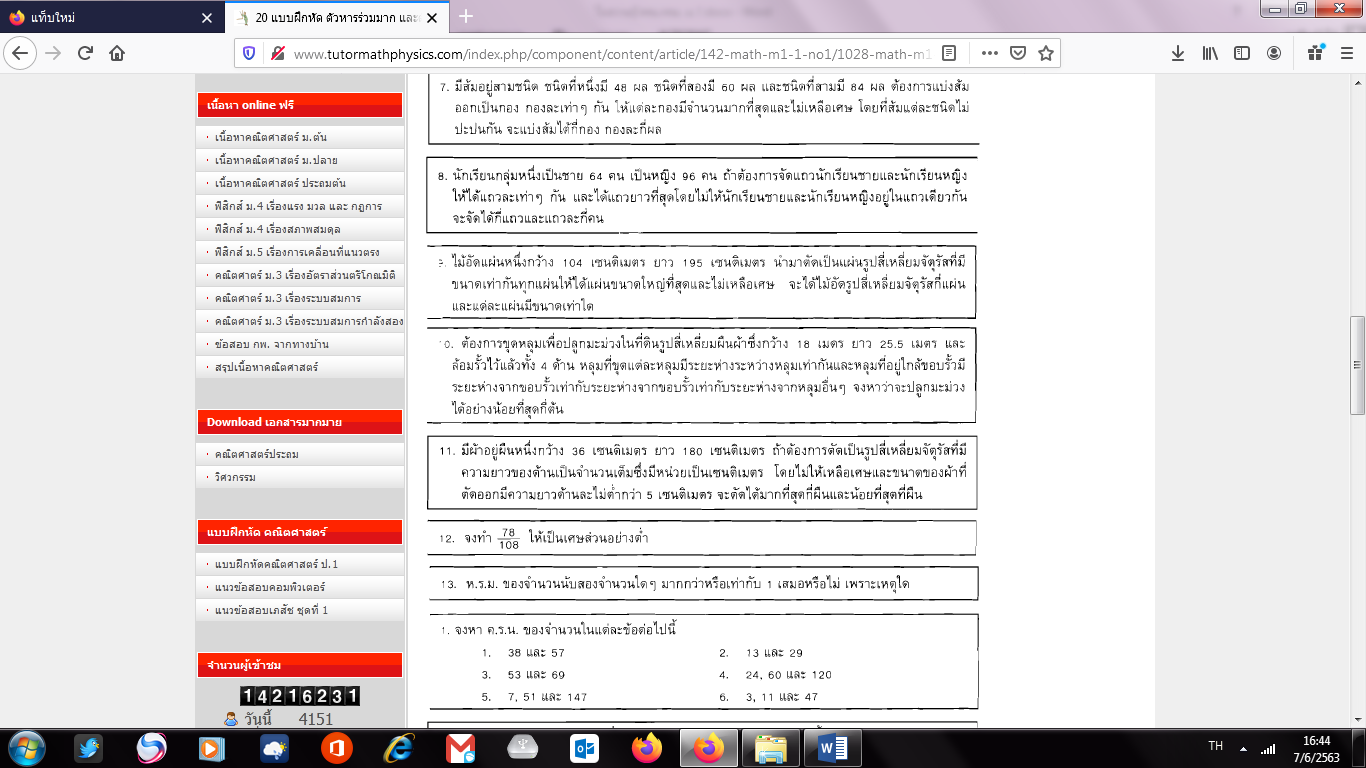 แท็บใหม่
20 แบบฝึกหัด ตัวหารร่วมมาก และ
www.tutormathphysics.com/index.php/component/content/article/142-math-m1-1-no1/1028-math-m1
เนื้อหา online ฟรี
· เนื้อหาคณิตศาสตร์ ม.ต้น
· เนื้อหาคณิตศาสตร์ ม.ปลาย
· เนื้อหาคณิตศาสตร์ ประถมต้น
· ฟิสิกส์ ม.4 เรื่องแรง มวล และ กฎการ
· ฟิสิกส์ ม.4 เรื่องสภาพสมดุล
· ฟิสิกส์ ม.5 เรื่องการเคลื่อนที่แนวตรง
· คณิตศาตร์ ม.3 เรื่องอัตราส่วนตรีโกณมิติ
· คณิตศาตร์ ม.3 เรื่องระบบสมการ
· คณิตศาตร์ ม.3 เรื่องระบบสมการกำลังสอง
· ข้อสอบ กพ. จากทางบ้าน
· สรุปเนื้อหาคณิตศาสตร์
Download เอกสารมากมาย
· คณิตศาสตร์ประถม
· วิศวกรรม
แบบฝึกหัด คณิตศาสตร์
· แบบฝึกหัดคณิตศาสตร์ ป.1
· แนวข้อสอบคอมพิวเตอร์
· แนวข้อสอบเภสัช ชุดที่ 1
จำนวนผู้เข้าชม
14216231
วันนี้ 4151
7. มีส้มอยู่สามชนิด ชนิดที่หนึ่งมี 48 ผล ชนิดที่สองมี 60 ผล และชนิดที่สามมี 84 ผล ต้องการแบ่งส้ม
ออกเป็นกอง กองละเท่าๆ กัน ให้แต่ละกองมีจำนวนมากที่สุดและไม่เหลือเศษ โดยที่ส้มแต่ละชนิดไม่
ปะปนกัน จะแบ่งส้มได้กี่กอง กองละกี่ผล
8. นักเรียนกลุ่มหนึ่งเป็นชาย 64 คน เป็นหญิง 96 คน ถ้าต้องการจัดแถวนักเรียนชายและนักเรียนหญิง
ให้ได้แถวละเท่าๆ กัน และได้แถวยาวที่สุดโดยไม่ให้นักเรียนชายและนักเรียนหญิงอยู่ในแถวเดียวกัน
จะจัดได้กี่แถวและแถวละกี่คน
9. ไม้อัดแผ่นหนึ่งกว้าง 104 เซนติเมตร ยาว 195 เซนติเมตร นำมาตัดเป็นแผ่นรูปสี่เหลี่ยมจัตุรัสที่มี
ขนาดเท่ากันทุกแผ่นให้ได้แผ่นขนาดใหญ่ที่สุดและไม่เหลือเศษ จะได้ไม้อัดรูปสี่เหลี่ยมจัตุรัสกี่แผ่น
และแต่ละแผ่นมีขนาดเท่าใด
10. ต้องการขุดหลุมเพื่อปลูกมะม่วงในที่ดินรูปสี่เหลี่ยมผืนผ้าซึ่งกว้าง 18 เมตร ยาว 25.5 เมตร และ
ล้อมรั้วไว้แล้วทั้ง 4 ด้าน หลุมที่ขุดแต่ละหลุมมีระยะห่างระหว่างหลุมเท่ากันและหลุมที่อยู่ใกล้ขอบรั้วมี
ระยะห่างจากขอบรั้วเท่ากับระยะห่างจากขอบรั้วเท่ากับระยะห่างจากหลุมอื่นๆ จงหาว่าจะปลูกมะม่วง
ได้อย่างน้อยที่สุดกี่ต้น
11. มีผ้าอยู่ผืนหนึ่งกว้าง 36 เซนติเมตร ยาว 180 เซนติเมตร ถ้าต้องการตัดเป็นรูปสี่เหลี่ยมจัตุรัสที่มี
ความยาวของด้านเป็นจำนวนเต็มซึ่งมีหน่วยเป็นเซนติเมตร โดยไม่ให้เหลือเศษและขนาดของผ้าที่
ตัดออกมีความยาวด้านละไม่ต่ำกว่า 5 เซนติเมตร จะตัดได้มากที่สุดกี่ผืนและน้อยที่สุดกี่ผืน
12. จงทำ 78/108 ให้เป็นเศษส่วนอย่างต่ำ
13. ห.ร.ม. ของจำนวนนับสองจำนวนใดๆ มากกว่าหรือเท่ากับ 1 เสมอหรือไม่ เพราะเหตุใด
1. จงหา ค.ร.น. ของจำนวนในแต่ละข้อต่อไปนี้
1. 38 และ 57 2. 13 และ 29
3. 53 และ 69 4. 24, 60 และ 120
5. 7, 51 และ 147 6. 3, 11 และ 47
TH 16:44
7/6/2563